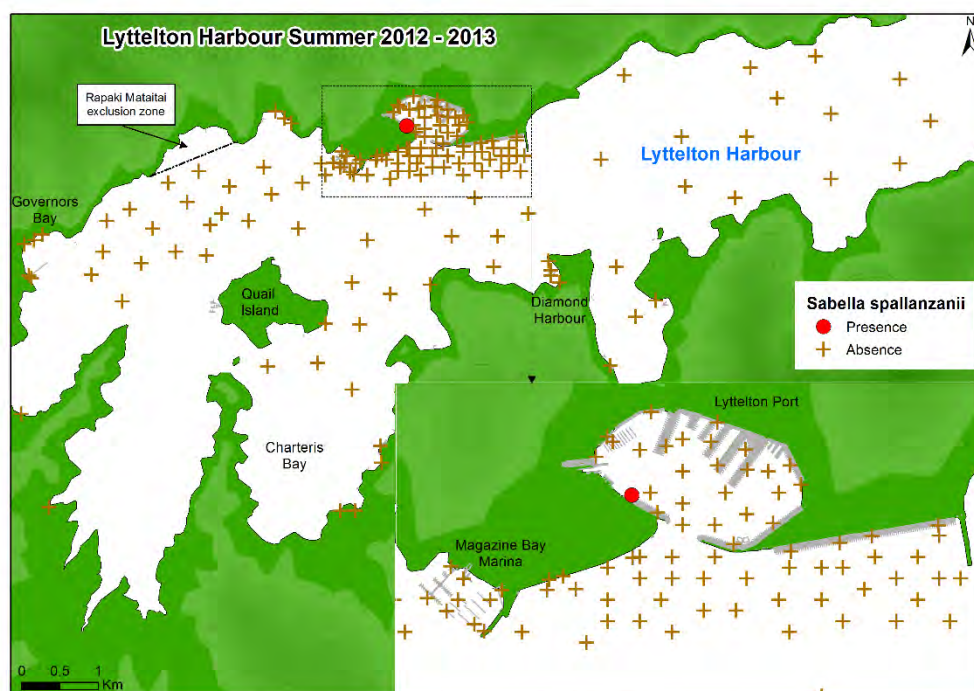 Lyttelton Harbour Summer 2012 - 2013
N
Rapaki Mataitai
exclusion zone
Lyttelton Harbour
Governors
Bay
Quail
Island
Diamond
Harbour
Sabella spallanzanii
Presence
Absence
Lyttelton Port
Charteris
Bay
Magazine Bay
Marina
0 0.5 1
Km